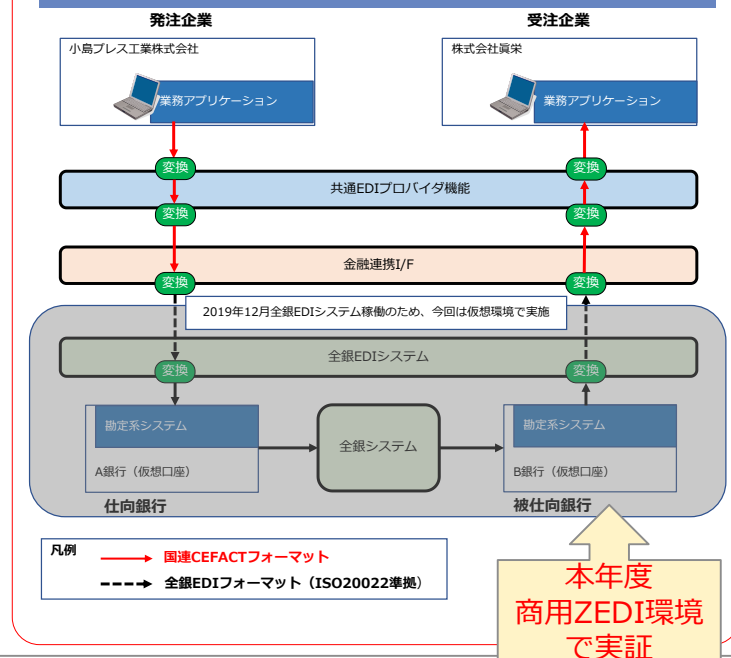 発注企業
受注企業
小島プレス工業株式会社
株式会社眞栄
業務アプリケーション
業務アプリケーション
変換
変換
共通EDIプロバイダ機能
変換
変換
金融連携I/F
変換
変換
2019年12月全銀EDIシステム稼働のため、今回は仮想環境で実施
全銀EDIシステム
変換
変換
勘定系システム
全銀システム
勘定系システム
A銀行（仮想口座）
B銀行（仮想口座）
仕向銀行
被仕向銀行
凡例
国連CEFACTフォーマット
全銀EDIフォーマット（ISO20022準拠）
本年度
商用ZEDI環境
で実証